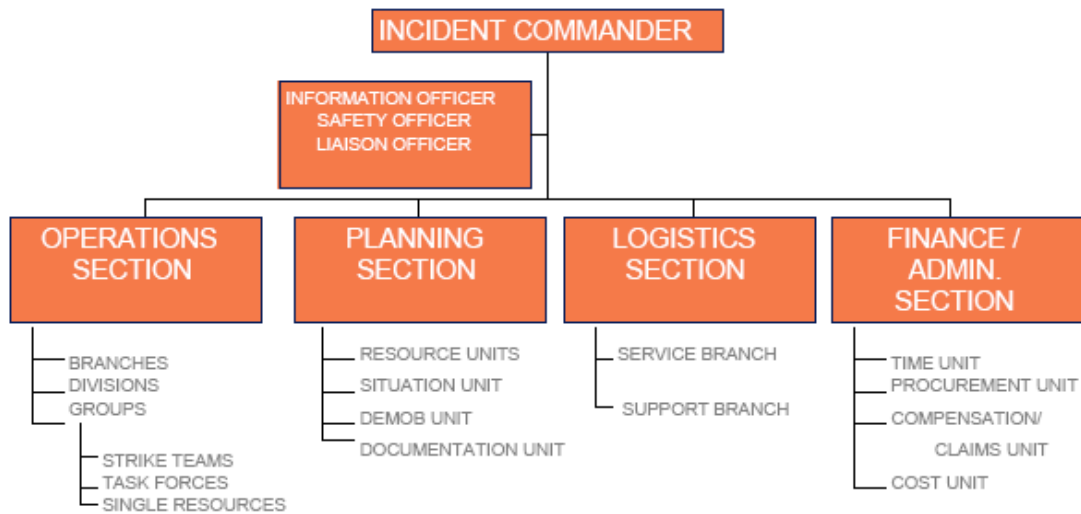 INCIDENT COMMANDER
INFORMATION OFFICER
SAFETY OFFICER
LIAISON OFFICER
OPERATIONS
SECTION
PLANNING
SECTION
LOGISTICS
SECTION
FINANCE /
ADMIN.
SECTION
BRANCHES
DIVISIONS
GROUPS
STRIKE TEAMS
TASK FORCES
SINGLE RESOURCES
RESOURCE UNITS
SITUATION UNIT
DEMOB UNIT
DOCUMENTATION UNIT
SERVICE BRANCH
SUPPORT BRANCH
TIME UNIT
PROCUREMENT UNIT
COMPENSATION/
CLAIMS UNIT
COST UNIT